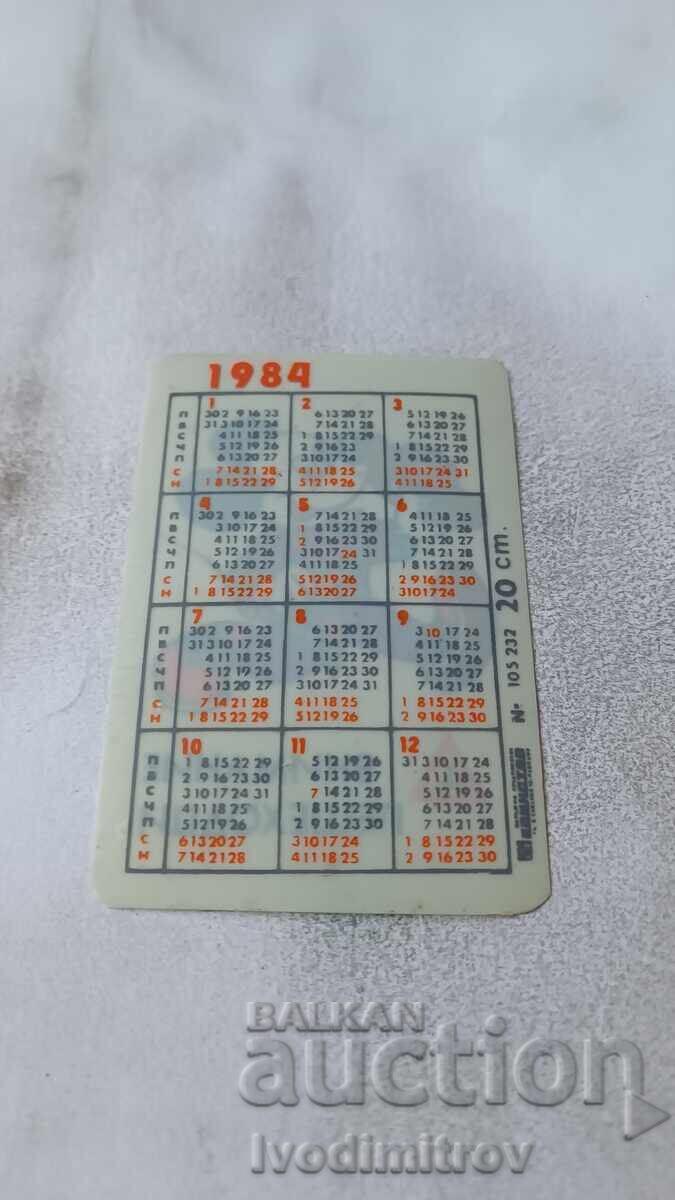 1984
1 2 3
П 30 2 9 16 23 6 13 20 27 5 12 19 26
В 31 3 10 17 24 7 14 21 28 6 13 20 27
С 4 11 18 25 1 8 15 22 29 7 14 21 28
Ч 5 12 19 26 2 9 16 23 1 8 15 22 29
П 6 13 20 27 3 10 17 24 2 9 16 23 30
С 7 14 21 28 4 11 18 25 3 10 17 24 31
Н 1 8 15 22 29 5 12 19 26 4 11 18 25
4 5 6
П 30 2 9 16 23 7 14 21 28 4 11 18 25
В 3 10 17 24 1 8 15 22 29 5 12 19 26
С 4 11 18 25 2 9 16 23 30 6 13 20 27
Ч 5 12 19 26 3 10 17 24 31 7 14 21 28
П 6 13 20 27 4 11 18 25 1 8 15 22 29
С 7 14 21 28 5 12 19 26 2 9 16 23 30
Н 1 8 15 22 29 6 13 20 27 3 10 17 24
7 8 9
П 30 2 9 16 23 6 13 20 27 3 10 17 24
В 31 3 10 17 24 7 14 21 28 4 11 18 25
С 4 11 18 25 1 8 15 22 29 5 12 19 26
Ч 5 12 19 26 2 9 16 23 30 6 13 20 27
П 6 13 20 27 3 10 17 24 31 7 14 21 28
С 7 14 21 28 4 11 18 25 1 8 15 22 29
Н 1 8 15 22 29 5 12 19 26 2 9 16 23 30
10 11 12
П 1 8 15 22 29 5 12 19 26 31 3 10 17 24
В 2 9 16 23 30 6 13 20 27 4 11 18 25
С 3 10 17 24 31 7 14 21 28 5 12 19 26
Ч 4 11 18 25 1 8 15 22 29 6 13 20 27
П 5 12 19 26 2 9 16 23 30 7 14 21 28
С 6 13 20 27 3 10 17 24 1 8 15 22 29
Н 7 14 21 28 4 11 18 25 2 9 16 23 30
№ 105 232 20 ст.
BALKAN
auction
Ivodimitrov